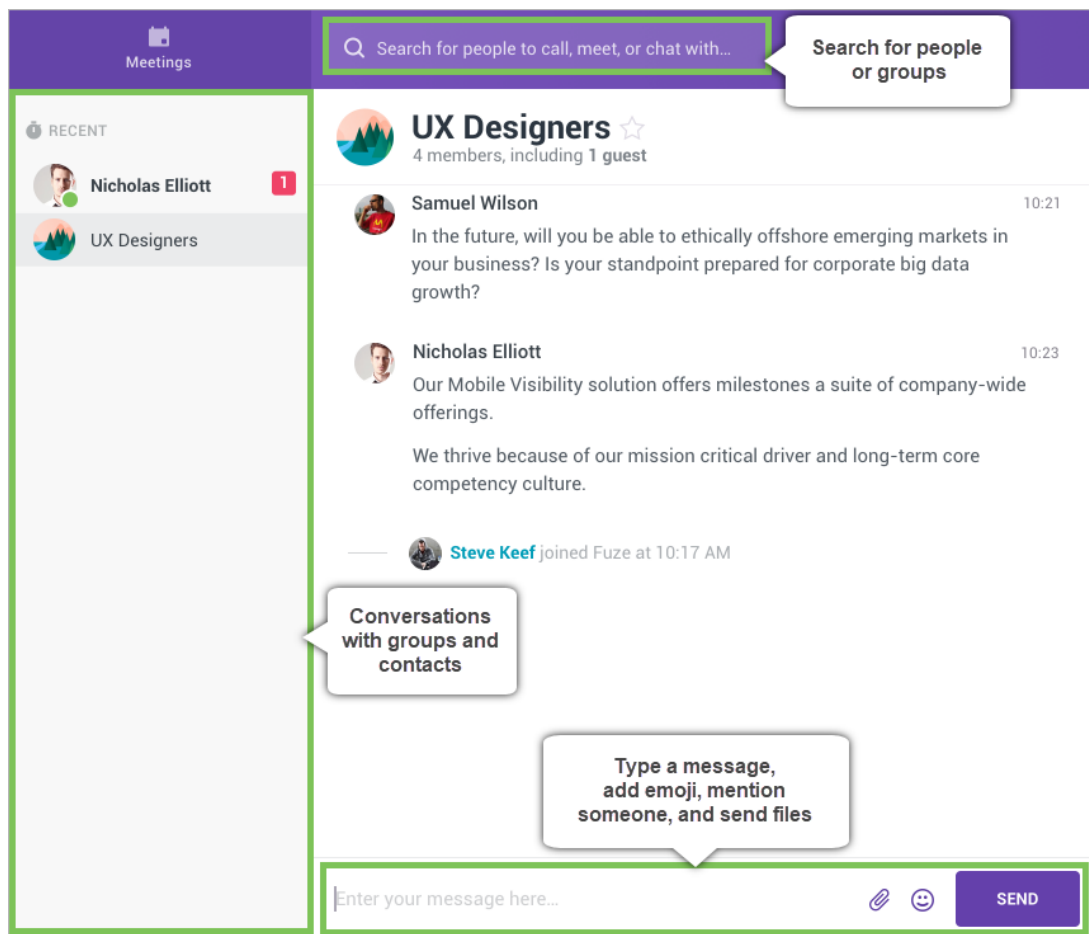 Meetings
Search for people to call, meet, or chat with...
Search for people
or groups
RECENT
Nicholas Elliott
1
UX Designers
UX Designers
4 members, including 1 guest
Samuel Wilson
10:21
In the future, will you be able to ethically offshore emerging markets in
your business? Is your standpoint prepared for corporate big data
growth?
Nicholas Elliott
10:23
Our Mobile Visibility solution offers milestones a suite of company-wide
offerings.
We thrive because of our mission critical driver and long-term core
competency culture.
Steve Keef joined Fuze at 10:17 AM
Conversations
with groups and
contacts
Type a message,
add emoji, mention
someone, and send files
Enter your message here...
SEND